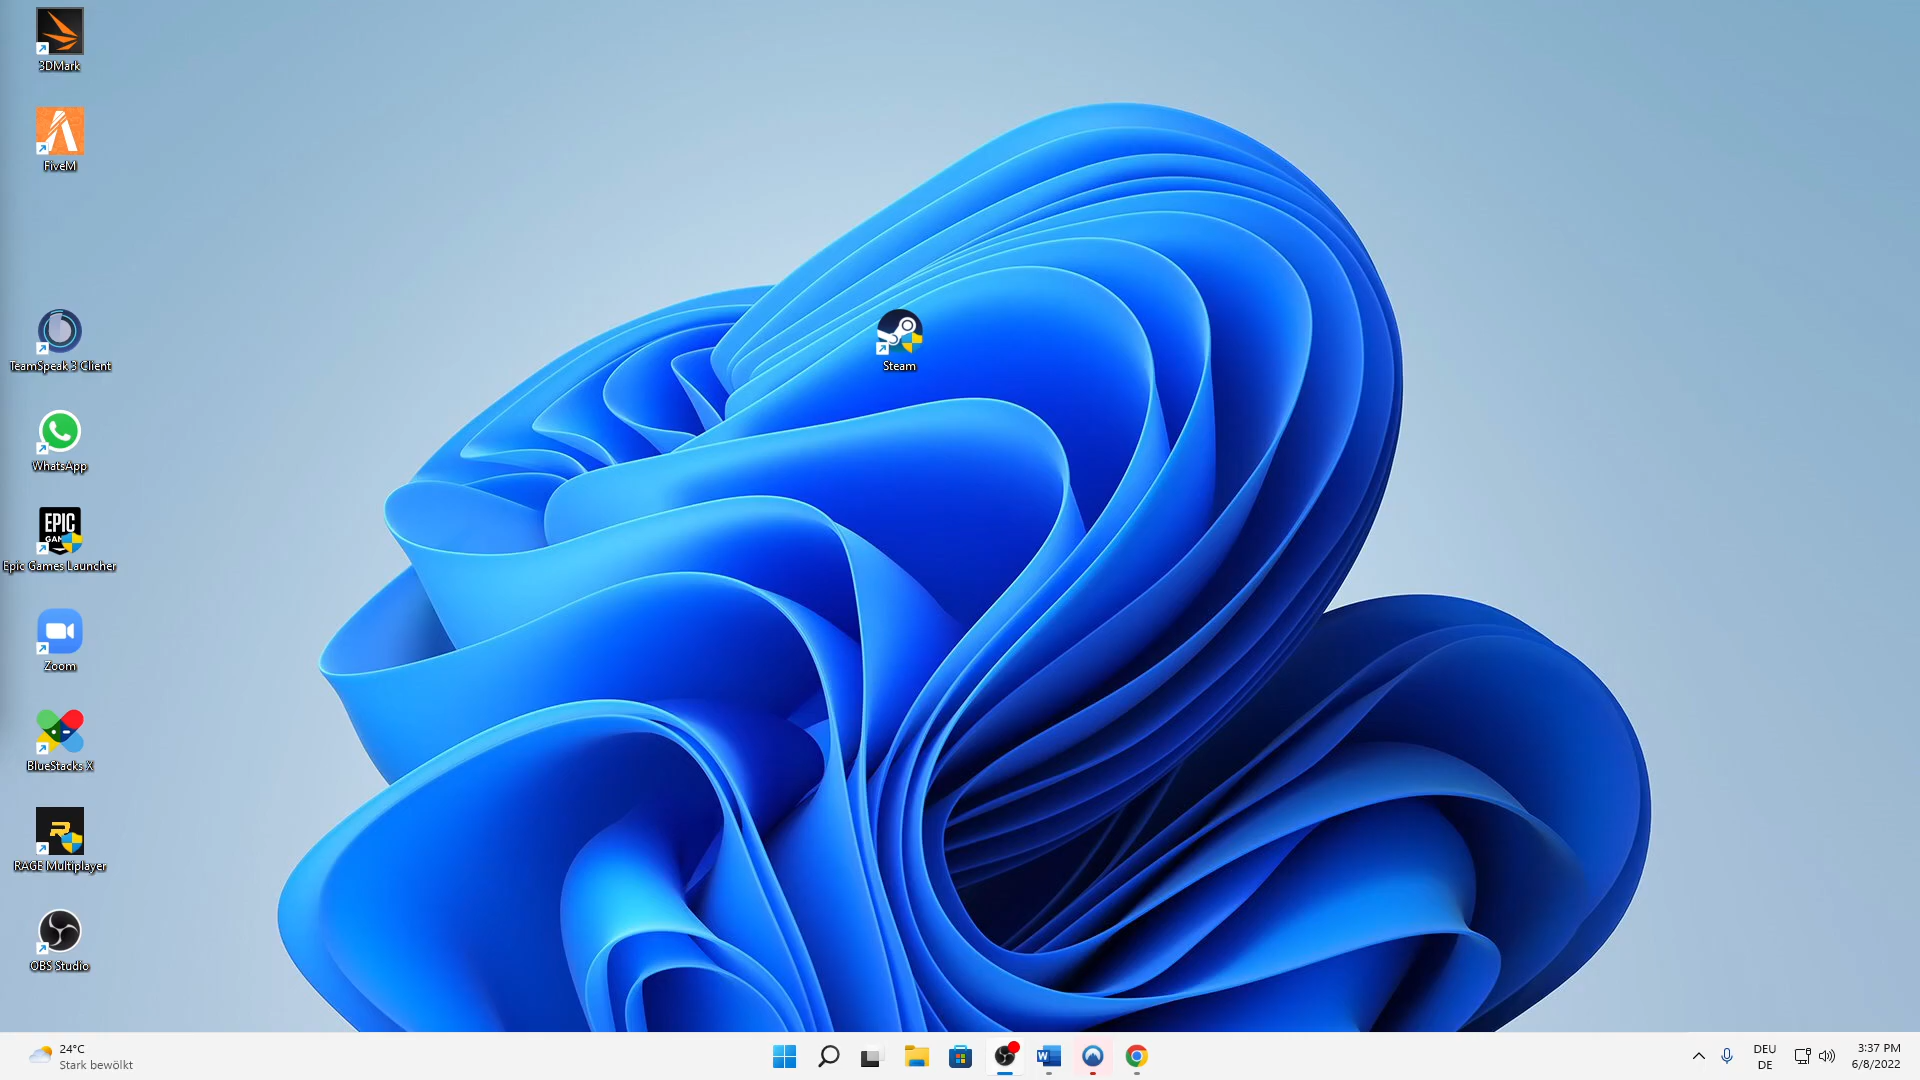 3DMark
FiveM
TeamSpeak 3 Client
Steam
WhatsApp
EPIC
GAMES
Epic Games Launcher
Zoom
BlueStacks X
R
RAGE Multiplayer
OBS Studio
24°C
Stark bewölkt
W
DEU
DE
3:37 PM
6/8/2022